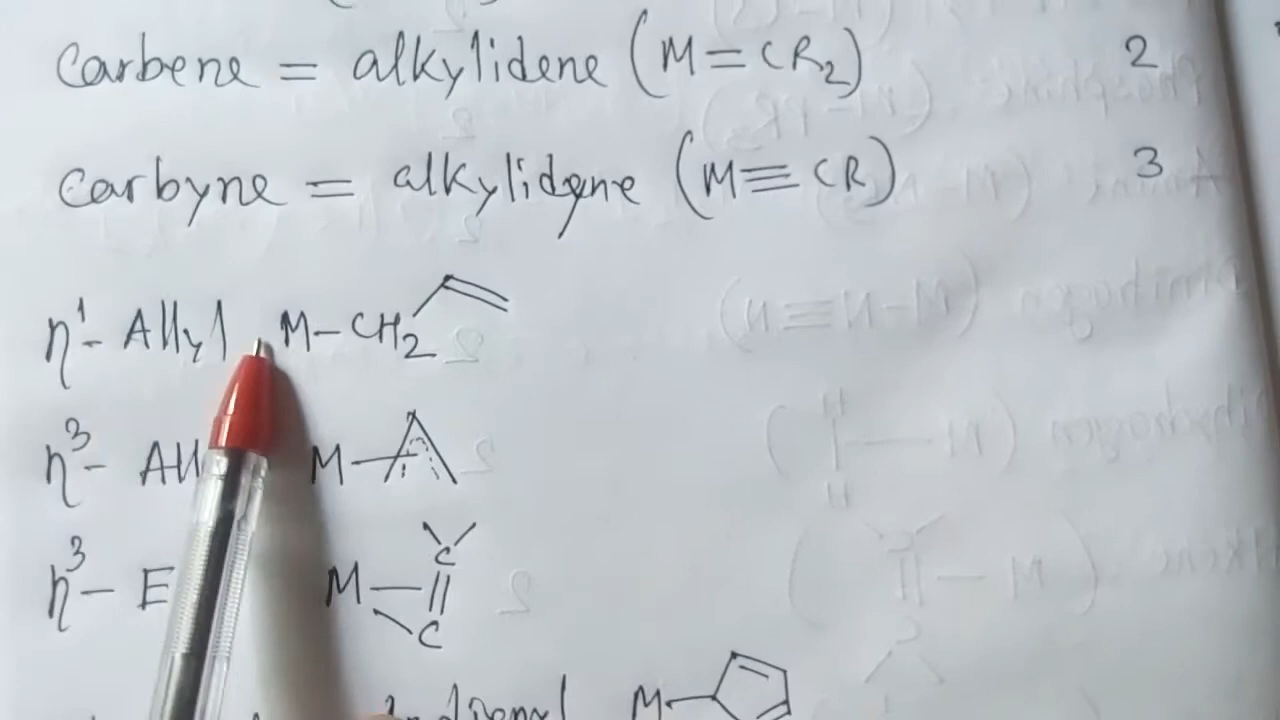 Carbene = alkylidene (M=CR₂) 2
Carbyne = alkylidyne (M≡CR) 3
η¹- Allyl M-CH₂
η³- All M
η³- E M C C
M